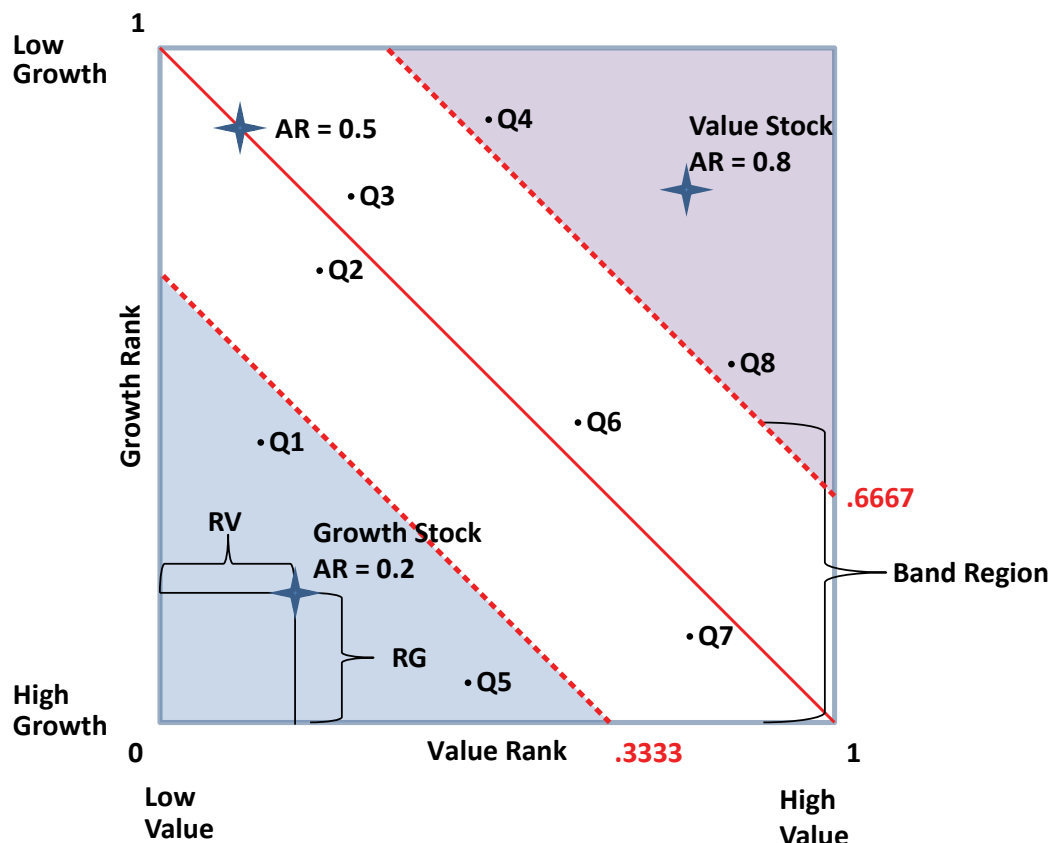 1
Low
Growth
AR = 0.5
Q4
Value Stock
AR = 0.8
Q3
Q2
Growth Rank
Q8
Q6
Q1
.6667
RV
Growth Stock
AR = 0.2
Band Region
Q7
RG
Q5
High
Growth
0
Value Rank
.3333
1
Low
Value
High
Value